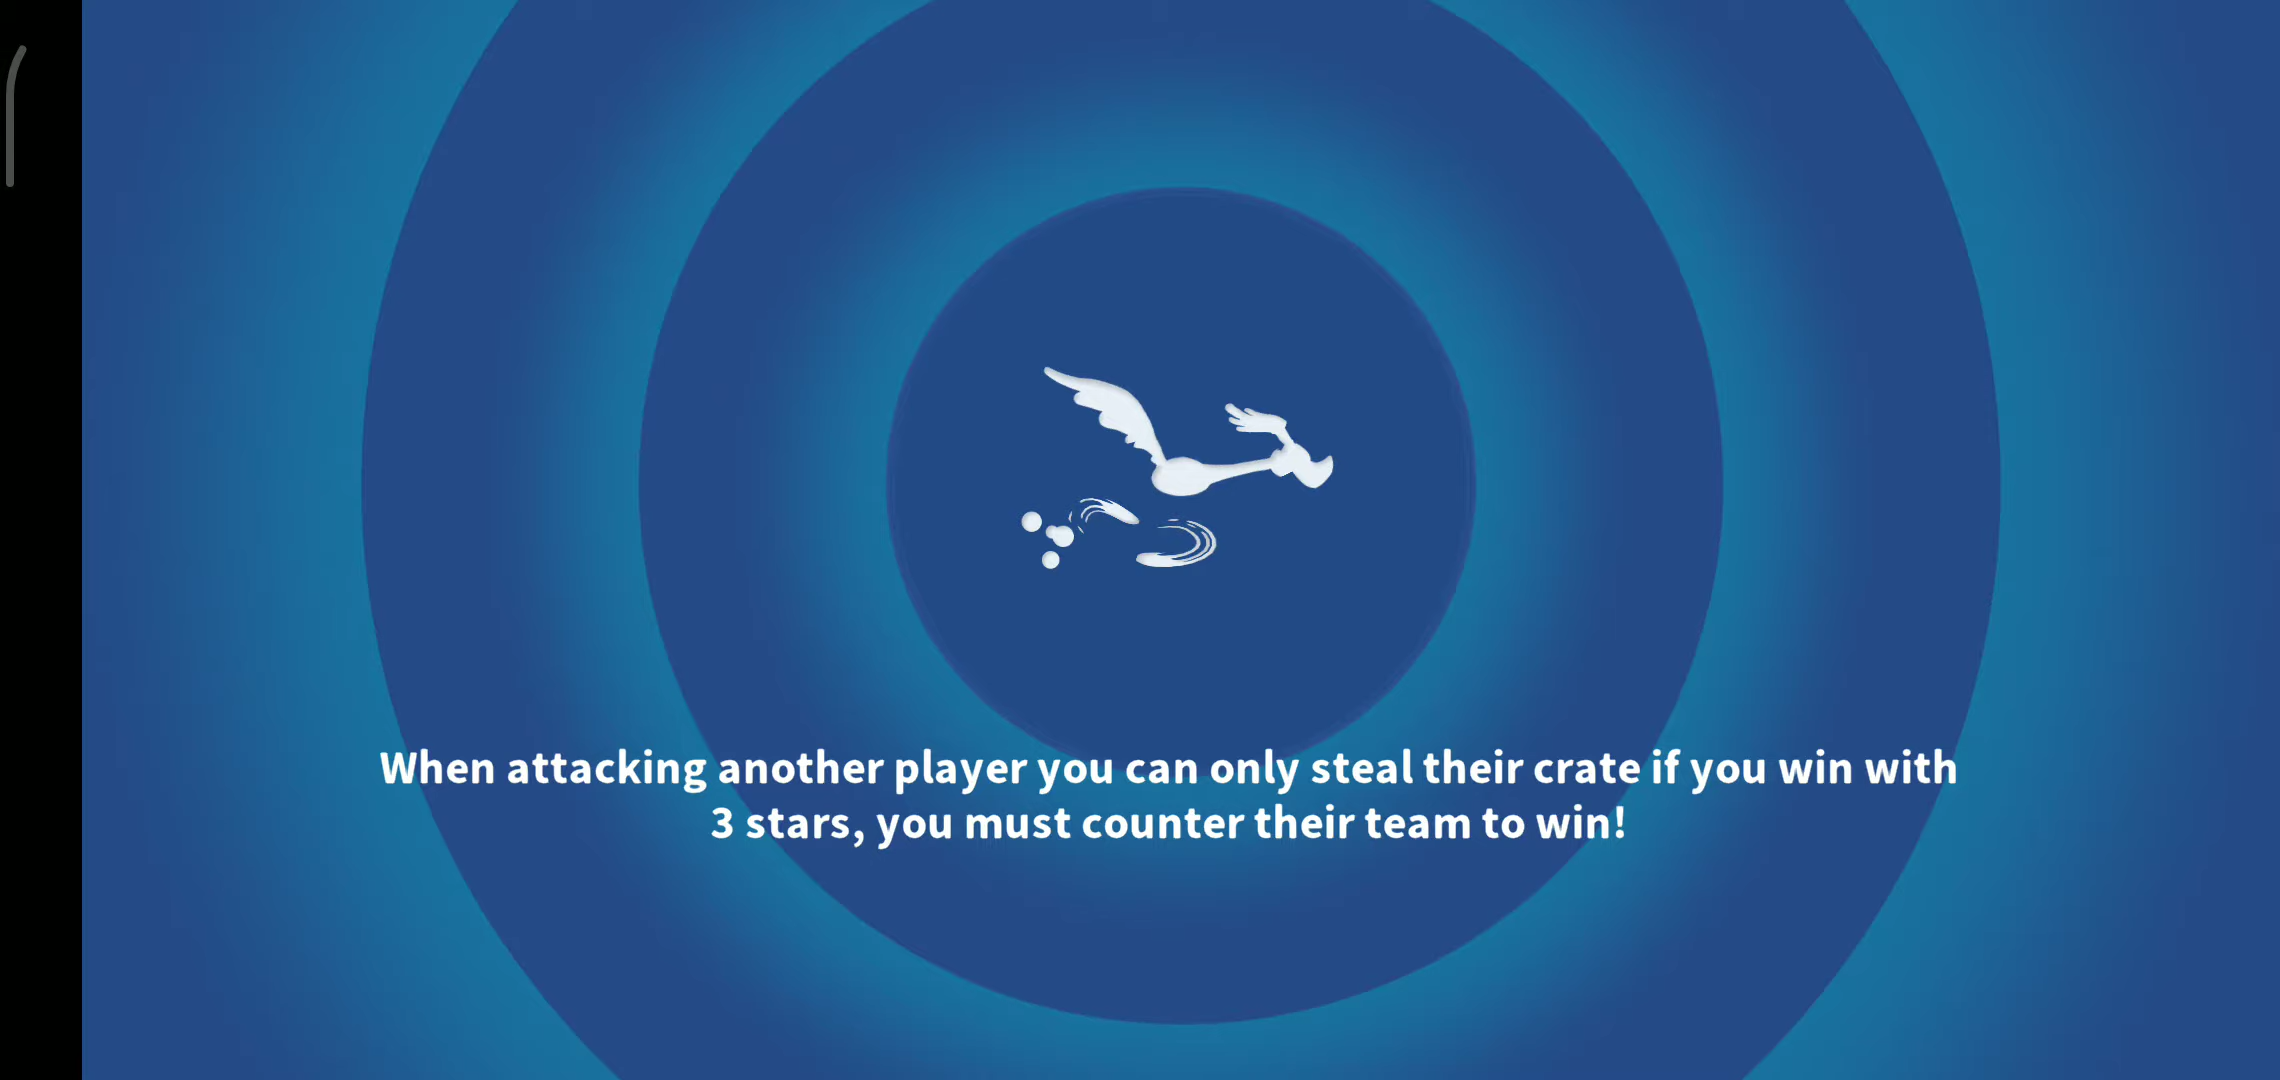 When attacking another player you can only steal their crate if you win with
3 stars, you must counter their team to win!